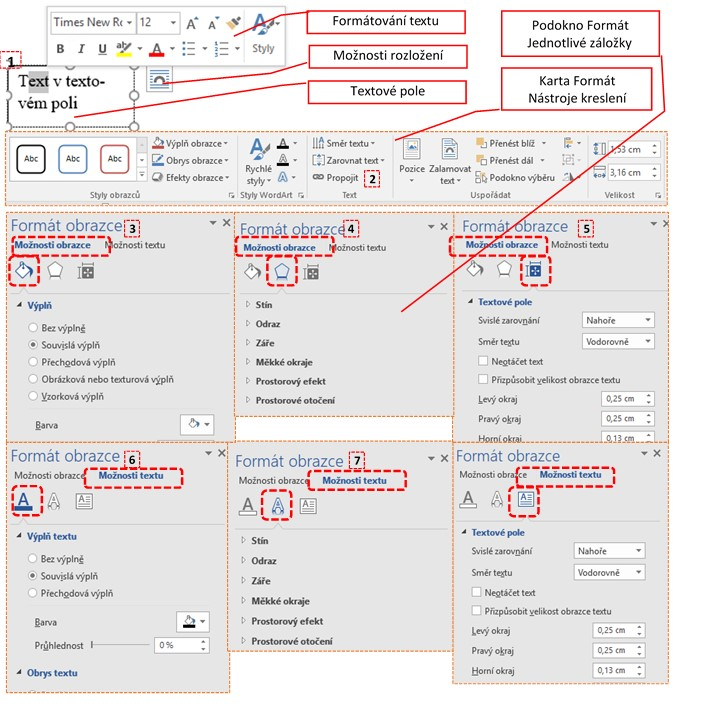 Times New Ro
12
Formátování textu
Podokno Formát
Jednotlivé záložky
B I U ab A
Styly
Možnosti rozložení
1
Text v texto-
vém poli
Textové pole
Karta Formát
Nástroje kreslení
Abc Abc Abc
Výplň obrazce
Obrys obrazce
Efekty obrazce
Styly obrazců
Rychlé
styly
Styly WordArt
Směr textu
Zarovnat text
Propojit
2
Text
Pozice
Zalamovat
text
Přenést blíž
Přenést dál
Podokno výběru
Uspořádat
1,53 cm
3,16 cm
Velikost
Formát obrazce
3
Možnosti obrazce
Možnosti textu
Výplň
Bez výplně
Souvislá výplň
Přechodová výplň
Obrázková nebo texturová výplň
Vzorková výplň
Barva
Formát obrazce
4
Možnosti obrazce
Možnosti textu
Stín
Odraz
Záře
Měkké okraje
Prostorový efekt
Prostorové otočení
Formát obrazce
5
Možnosti obrazce
Možnosti textu
Textové pole
Svislé zarovnání
Nahoře
Směr textu
Vodorovně
Neotáčet text
Přizpůsobit velikost obrazce textu
Levý okraj
0,25 cm
Pravý okraj
0,25 cm
Horní okraj
0,13 cm
Formát obrazce
6
Možnosti obrazce
Možnosti textu
Výplň textu
Bez výplně
Souvislá výplň
Přechodová výplň
Barva
Průhlednost
0 %
Obrys textu
Formát obrazce
7
Možnosti obrazce
Možnosti textu
Stín
Odraz
Záře
Měkké okraje
Prostorový efekt
Prostorové otočení
Formát obrazce
Možnosti obrazce
Možnosti textu
Textové pole
Svislé zarovnání
Nahoře
Směr textu
Vodorovně
Neotáčet text
Přizpůsobit velikost obrazce textu
Levý okraj
0,25 cm
Pravý okraj
0,25 cm
Horní okraj
0,13 cm